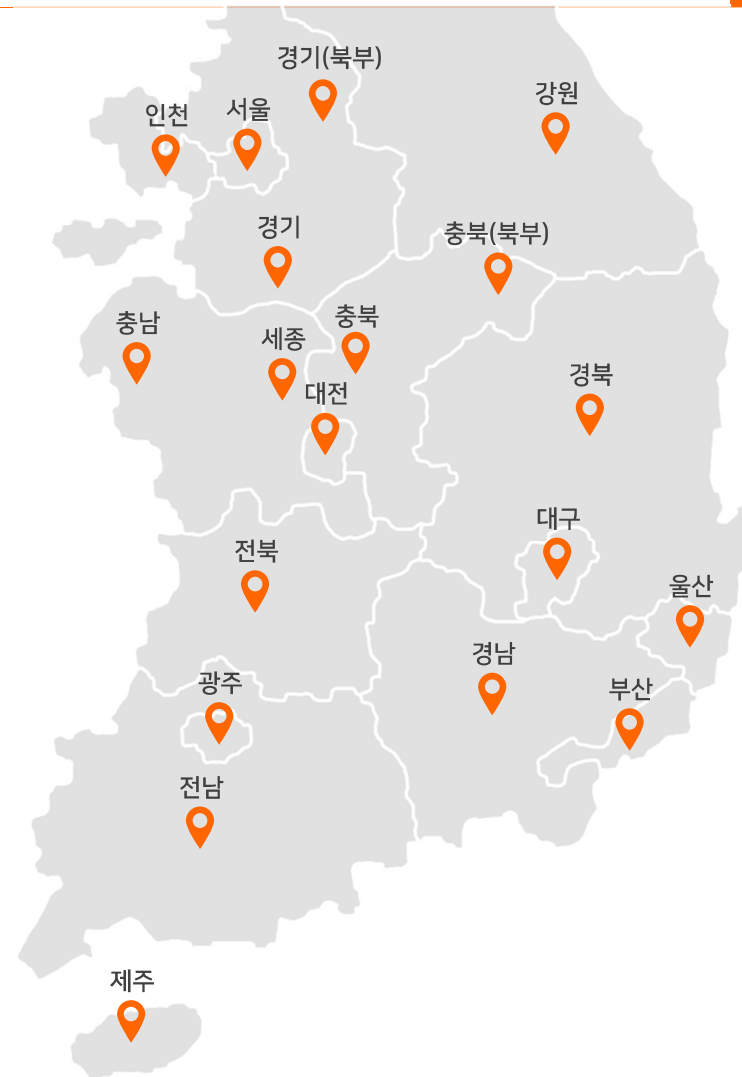 경기(북부)
강원
서울
인천
경기
충북(북부)
충북
충남
세종
경북
대전
대구
전북
울산
경남
광주
부산
전남
제주